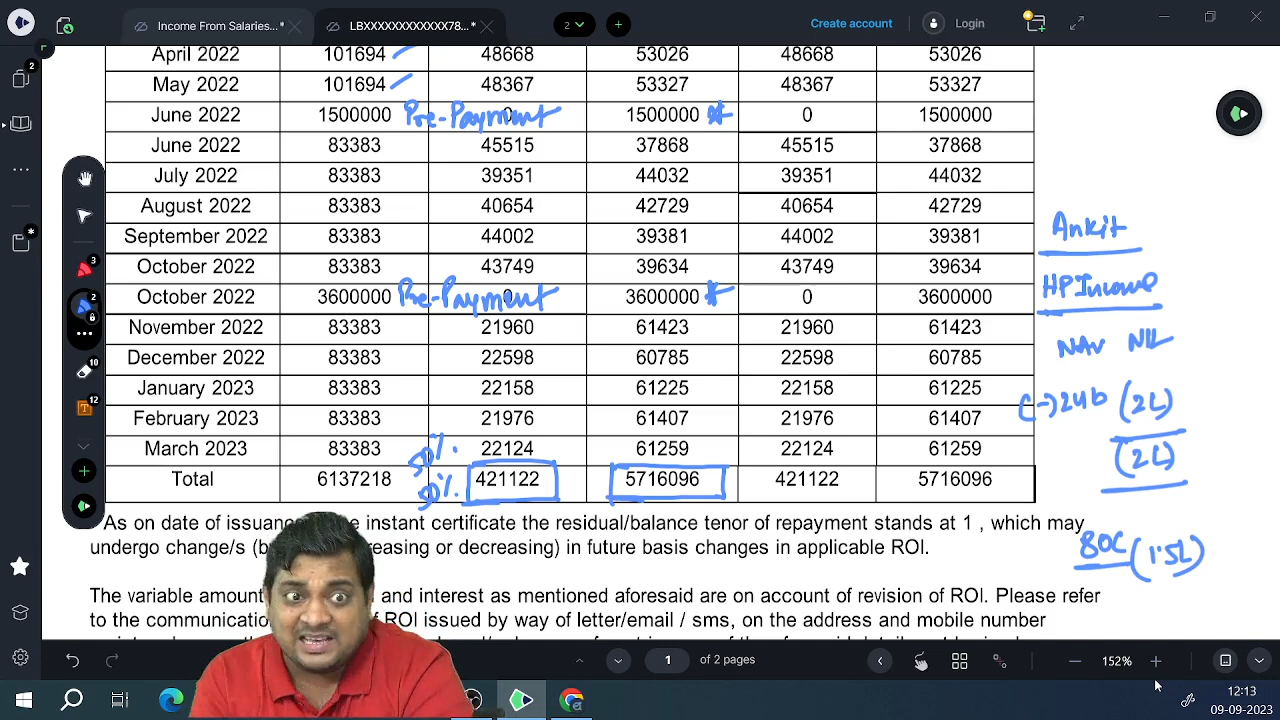 Income From Salaries...*
LBXXXXXXXXXXXX78...*
2
Create account
Login
April 2022 101694 48668 53026 48668 53026
May 2022 101694 48367 53327 48367 53327
June 2022 1500000 Pre-Payment 0 1500000 * 0 1500000
June 2022 83383 45515 37868 45515 37868
July 2022 83383 39351 44032 39351 44032
August 2022 83383 40654 42729 40654 42729
September 2022 83383 44002 39381 44002 39381
October 2022 83383 43749 39634 43749 39634
October 2022 3600000 Pre-Payment 0 3600000 * 0 3600000
November 2022 83383 21960 61423 21960 61423
December 2022 83383 22598 60785 22598 60785
January 2023 83383 22158 61225 22158 61225
February 2023 83383 21976 61407 21976 61407
March 2023 83383 22124 61259 22124 61259
50%.
Total 6137218 421122 5716096 421122 5716096
50%.
Ankit
HP Income
NAV NIL
(-) 24b (2L)
(2L)
80C (1.5L)
As on date of issuance instant certificate the residual/balance tenor of repayment stands at 1 , which may
undergo change/s (b reasing or decreasing) in future basis changes in applicable ROI.
The variable amount and interest as mentioned aforesaid are on account of revision of ROI. Please refer
to the communication of ROI issued by way of letter/email / sms, on the address and mobile number
2
3
2
10
12
1
of 2 pages
152%
12:13
09-09-2023